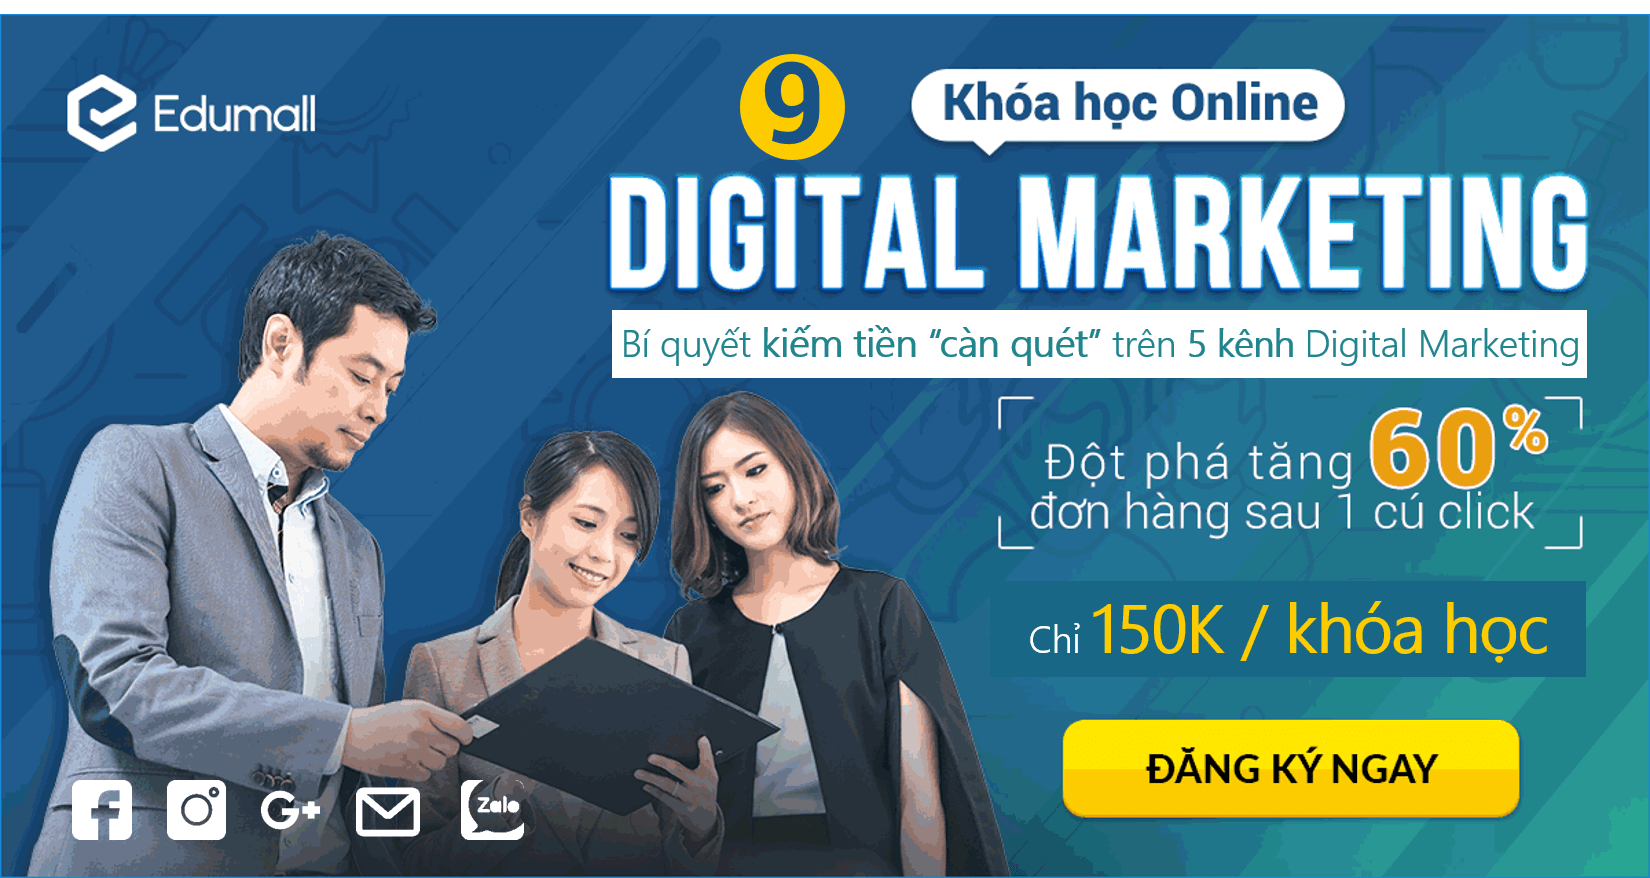 Edumall
9
Khóa học Online
DIGITAL MARKETING
Bí quyết kiếm tiền “càn quét” trên 5 kênh Digital Marketing
Đột phá tăng 60%
đơn hàng sau 1 cú click
Chỉ 150K / khóa học
ĐĂNG KÝ NGAY
f
G+
Zalo